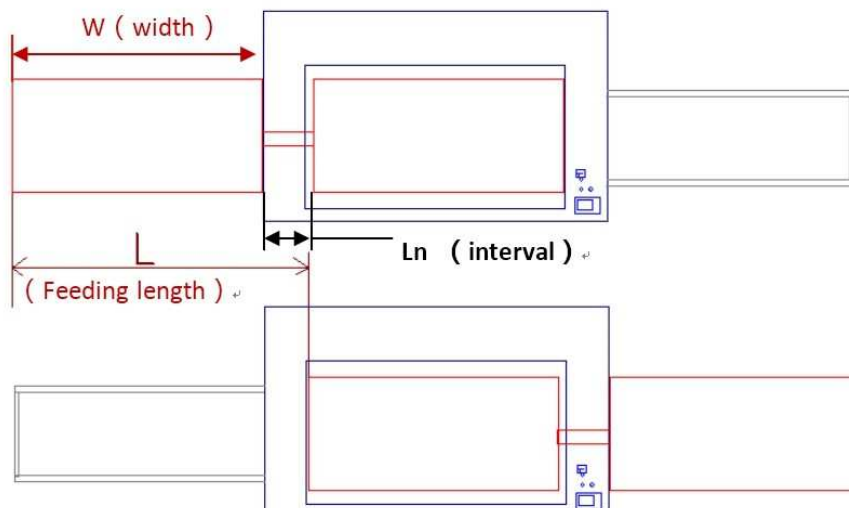 W ( width )
Ln ( interval ) ↵
L
( Feeding length ) ↵